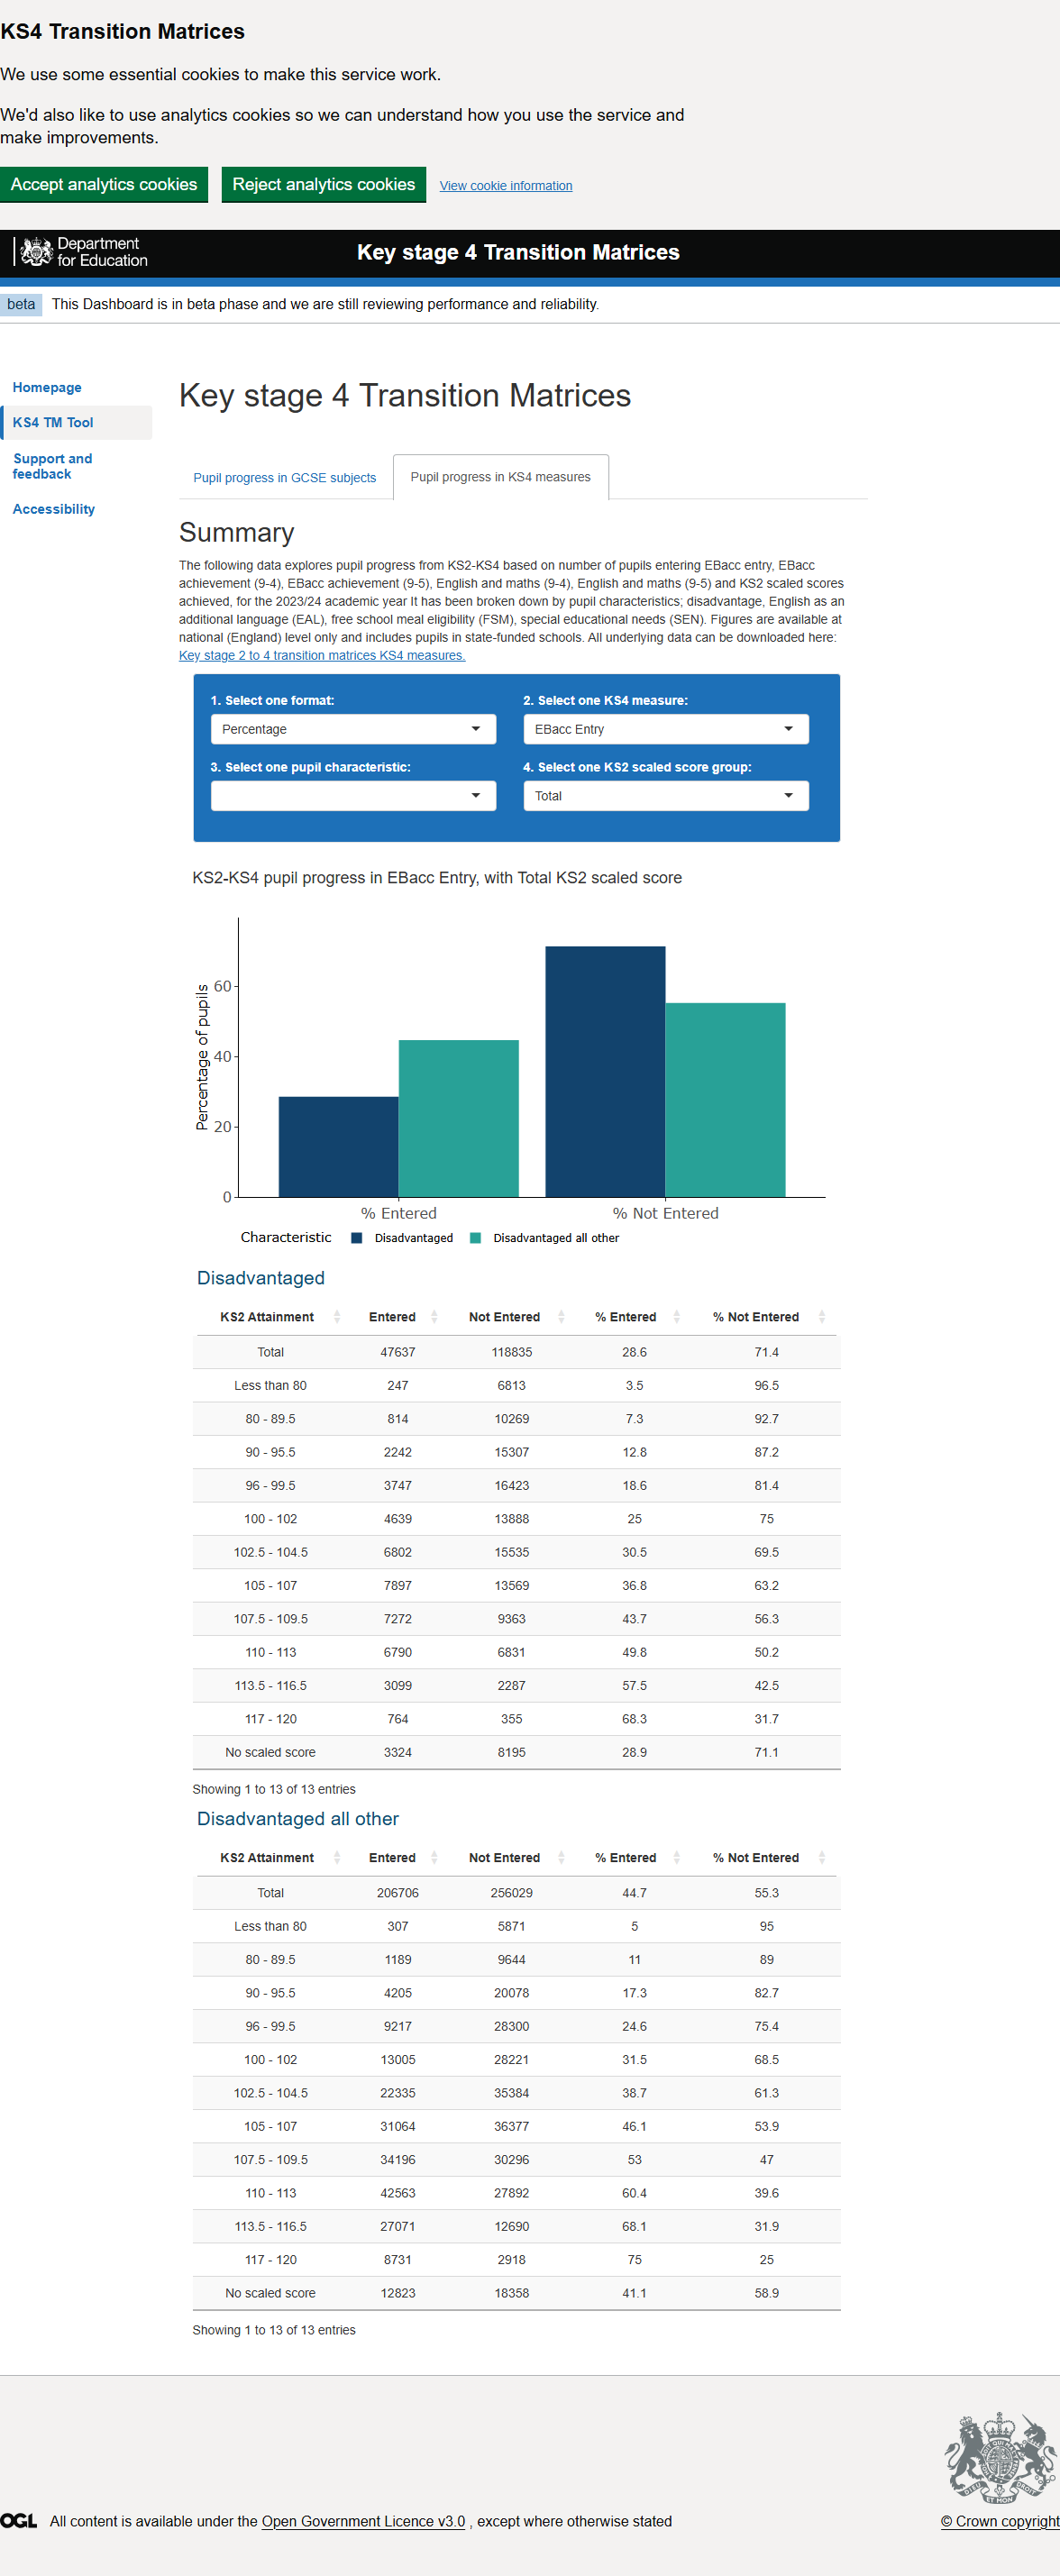 KS4 Transition Matrices
We use some essential cookies to make this service work.
We'd also like to use analytics cookies so we can understand how you use the service and
make improvements.
Accept analytics cookies Reject analytics cookies View cookie information
Department
for Education
Key stage 4 Transition Matrices
beta This Dashboard is in beta phase and we are still reviewing performance and reliability.
Homepage
KS4 TM Tool
Support and
feedback
Accessibility
Key stage 4 Transition Matrices
Pupil progress in GCSE subjects Pupil progress in KS4 measures
Summary
The following data explores pupil progress from KS2-KS4 based on number of pupils entering EBacc entry, EBacc
achievement (9-4), EBacc achievement (9-5), English and maths (9-4), English and maths (9-5) and KS2 scaled scores
achieved, for the 2023/24 academic year It has been broken down by pupil characteristics; disadvantage, English as an
additional language (EAL), free school meal eligibility (FSM), special educational needs (SEN). Figures are available at
national (England) level only and includes pupils in state-funded schools. All underlying data can be downloaded here:
Key stage 2 to 4 transition matrices KS4 measures.
1. Select one format: 2. Select one KS4 measure:
Percentage EBacc Entry
3. Select one pupil characteristic: 4. Select one KS2 scaled score group:
Total
KS2-KS4 pupil progress in EBacc Entry, with Total KS2 scaled score
Percentage of pupils
60
40
20
0
% Entered % Not Entered
Characteristic Disadvantaged Disadvantaged all other
Disadvantaged
KS2 Attainment Entered Not Entered % Entered % Not Entered
Total 47637 118835 28.6 71.4
Less than 80 247 6813 3.5 96.5
80 - 89.5 814 10269 7.3 92.7
90 - 95.5 2242 15307 12.8 87.2
96 - 99.5 3747 16423 18.6 81.4
100 - 102 4639 13888 25 75
102.5 - 104.5 6802 15535 30.5 69.5
105 - 107 7897 13569 36.8 63.2
107.5 - 109.5 7272 9363 43.7 56.3
110 - 113 6790 6831 49.8 50.2
113.5 - 116.5 3099 2287 57.5 42.5
117 - 120 764 355 68.3 31.7
No scaled score 3324 8195 28.9 71.1
Showing 1 to 13 of 13 entries
Disadvantaged all other
KS2 Attainment Entered Not Entered % Entered % Not Entered
Total 206706 256029 44.7 55.3
Less than 80 307 5871 5 95
80 - 89.5 1189 9644 11 89
90 - 95.5 4205 20078 17.3 82.7
96 - 99.5 9217 28300 24.6 75.4
100 - 102 13005 28221 31.5 68.5
102.5 - 104.5 22335 35384 38.7 61.3
105 - 107 31064 36377 46.1 53.9
107.5 - 109.5 34196 30296 53 47
110 - 113 42563 27892 60.4 39.6
113.5 - 116.5 27071 12690 68.1 31.9
117 - 120 8731 2918 75 25
No scaled score 12823 18358 41.1 58.9
Showing 1 to 13 of 13 entries
OGL All content is available under the Open Government Licence v3.0 , except where otherwise stated
© Crown copyright